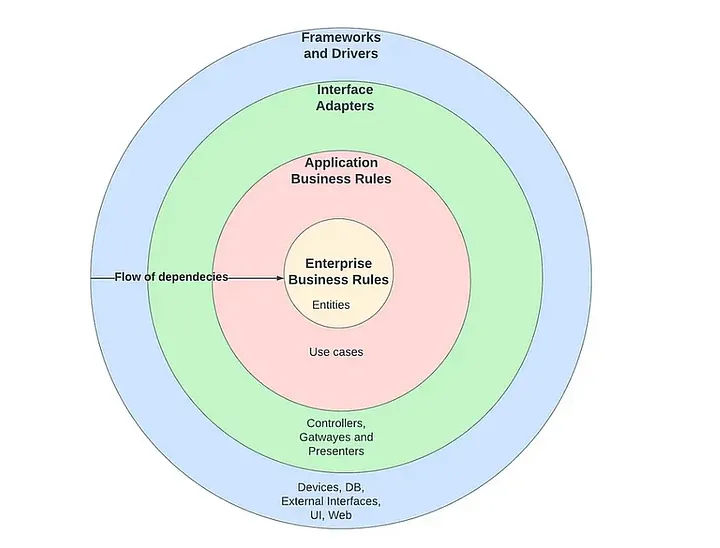 Frameworks
and Drivers
Interface
Adapters
Application
Business Rules
Flow of dependecies
Enterprise
Business Rules
Entities
Use cases
Controllers,
Gatwayes and
Presenters
Devices, DB,
External Interfaces,
UI, Web